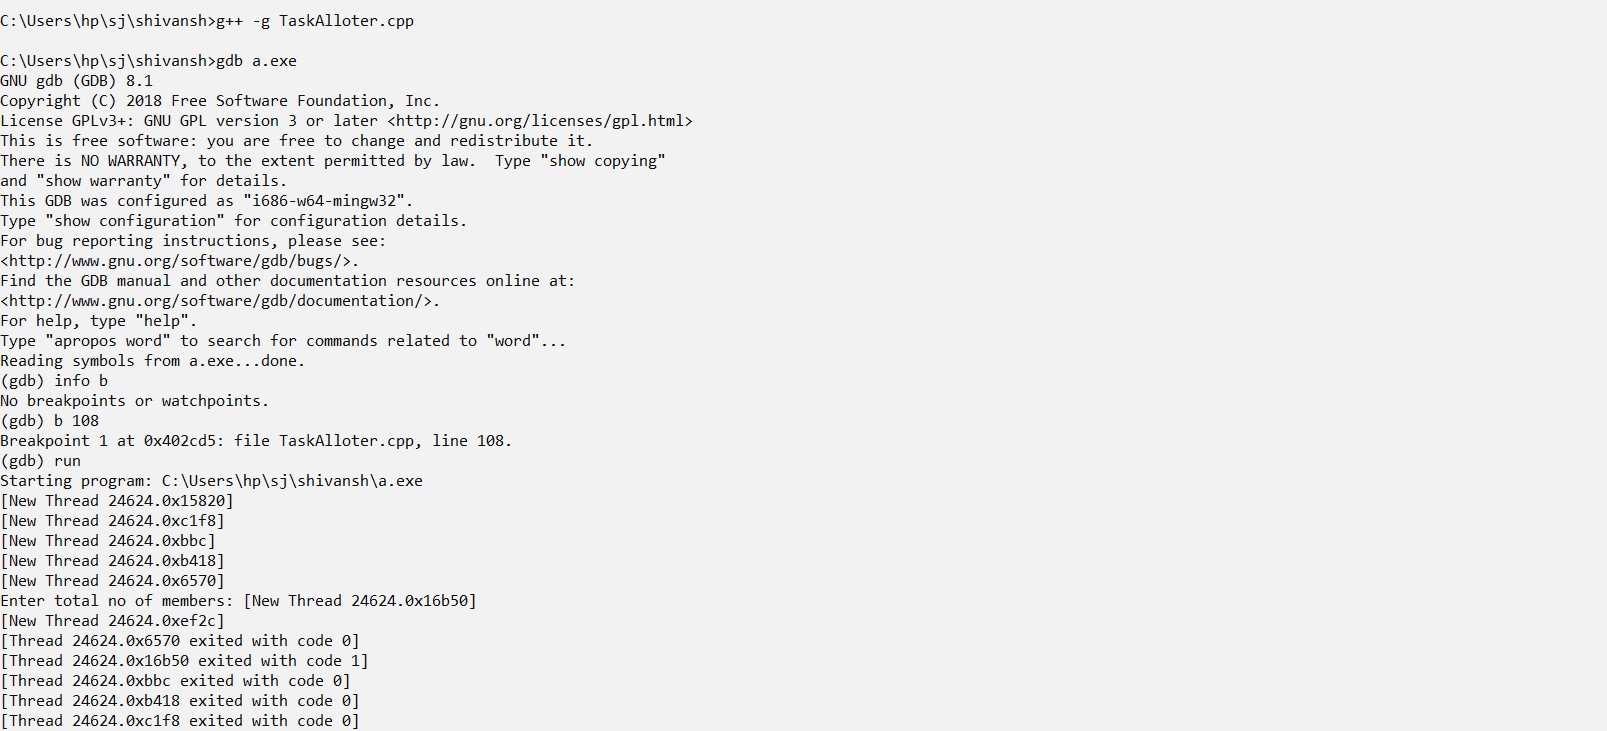 C:\Users\hp\sj\shivansh>g++ -g TaskAlloter.cpp
C:\Users\hp\sj\shivansh>gdb a.exe
GNU gdb (GDB) 8.1
Copyright (C) 2018 Free Software Foundation, Inc.
License GPLv3+: GNU GPL version 3 or later <http://gnu.org/licenses/gpl.html>
This is free software: you are free to change and redistribute it.
There is NO WARRANTY, to the extent permitted by law.  Type "show copying"
and "show warranty" for details.
This GDB was configured as "i686-w64-mingw32".
Type "show configuration" for configuration details.
For bug reporting instructions, please see:
<http://www.gnu.org/software/gdb/bugs/>.
Find the GDB manual and other documentation resources online at:
<http://www.gnu.org/software/gdb/documentation/>.
For help, type "help".
Type "apropos word" to search for commands related to "word"...
Reading symbols from a.exe...done.
(gdb) info b
No breakpoints or watchpoints.
(gdb) b 108
Breakpoint 1 at 0x402cd5: file TaskAlloter.cpp, line 108.
(gdb) run
Starting program: C:\Users\hp\sj\shivansh\a.exe
[New Thread 24624.0x15820]
[New Thread 24624.0xc1f8]
[New Thread 24624.0xbbc]
[New Thread 24624.0xb418]
[New Thread 24624.0x6570]
Enter total no of members: [New Thread 24624.0x16b50]
[New Thread 24624.0xef2c]
[Thread 24624.0x6570 exited with code 0]
[Thread 24624.0x16b50 exited with code 1]
[Thread 24624.0xbbc exited with code 0]
[Thread 24624.0xb418 exited with code 0]
[Thread 24624.0xc1f8 exited with code 0]